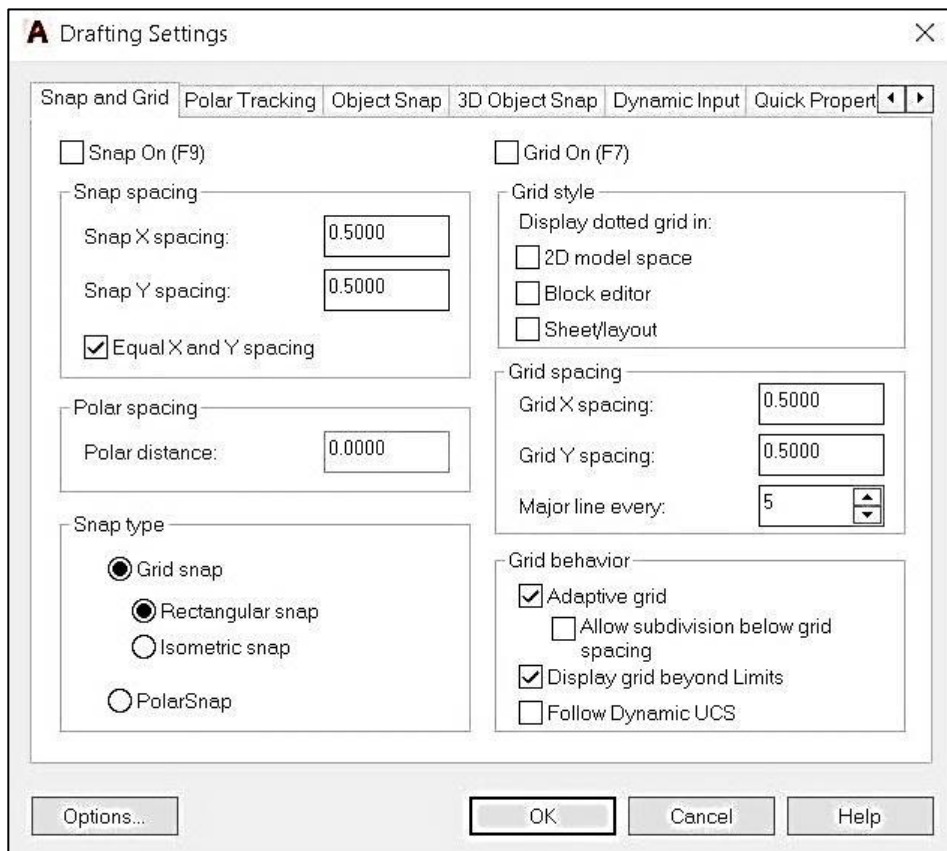 A Drafting Settings
Snap and Grid Polar Tracking Object Snap 3D Object Snap Dynamic Input Quick Propert
Snap On (F9)
Snap spacing
Snap X spacing: 0.5000
Snap Y spacing: 0.5000
Equal X and Y spacing
Polar spacing
Polar distance: 0.0000
Snap type
Grid snap
Rectangular snap
Isometric snap
PolarSnap
Grid On (F7)
Grid style
Display dotted grid in:
2D model space
Block editor
Sheet/layout
Grid spacing
Grid X spacing: 0.5000
Grid Y spacing: 0.5000
Major line every: 5
Grid behavior
Adaptive grid
Allow subdivision below grid
spacing
Display grid beyond Limits
Follow Dynamic UCS
Options... OK Cancel Help